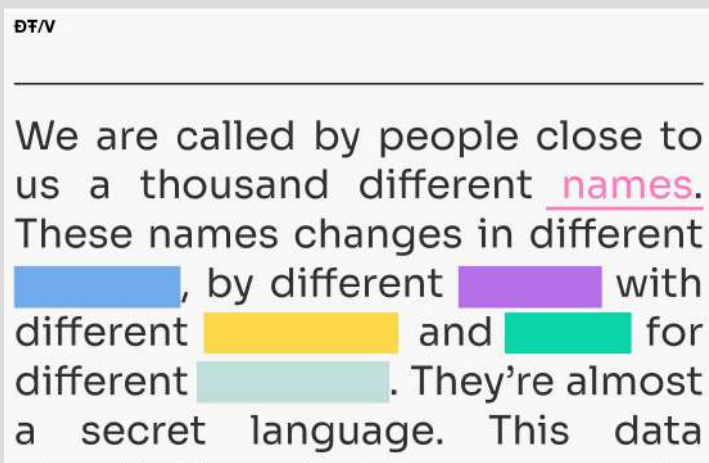 ĐŦ/V
We are called by people close to
us a thousand different names.
These names changes in different
, by different with
different and for
different . They're almost
a secret language. This data